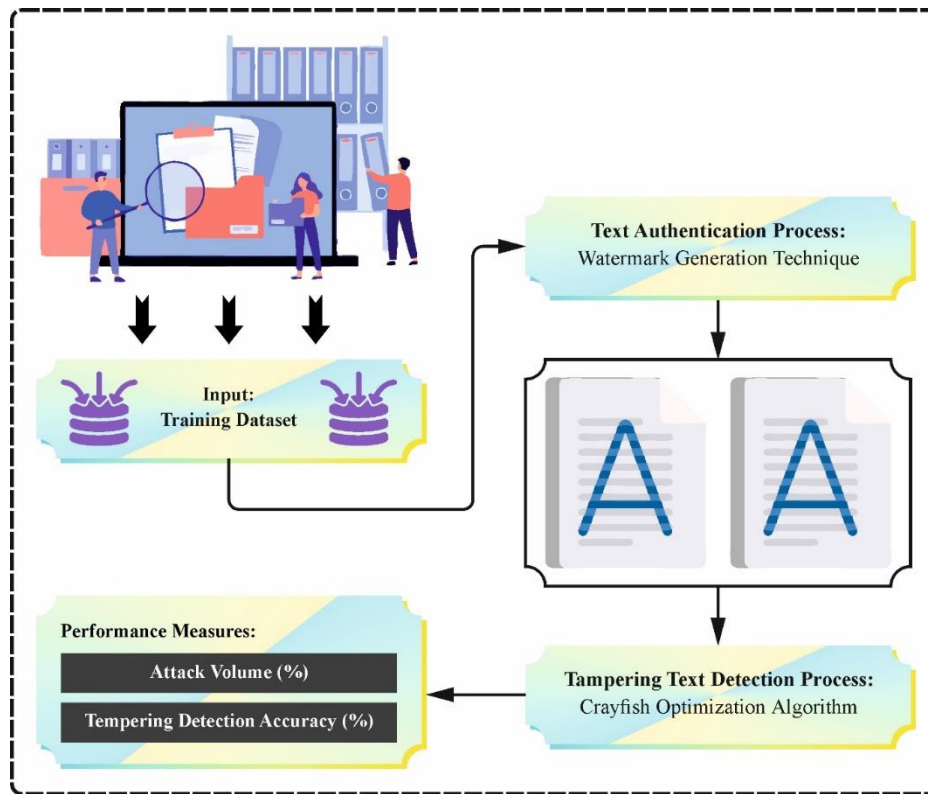 Text Authentication Process:
Watermark Generation Technique
Input:
Training Dataset
A
A
Tampering Text Detection Process:
Crayfish Optimization Algorithm
Performance Measures:
Attack Volume (%)
Tempering Detection Accuracy (%)